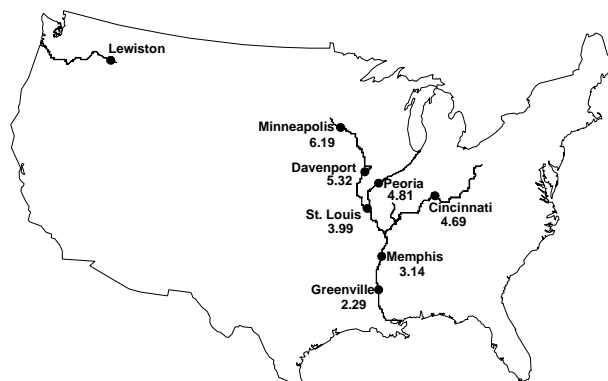 Lewiston
Minneapolis
6.19
Davenport
5.32
Peoria
4.81
Cincinnati
4.69
St. Louis
3.99
Memphis
3.14
Greenville
2.29